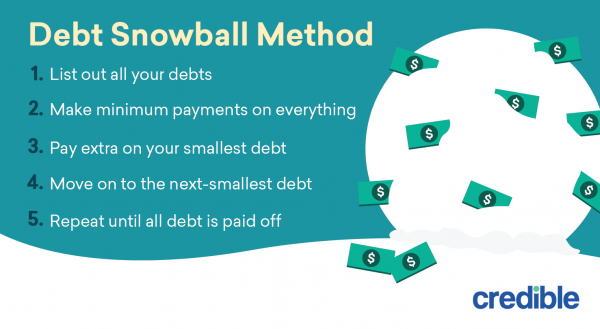 Debt Snowball Method
1. List out all your debts
2. Make minimum payments on everything
3. Pay extra on your smallest debt
4. Move on to the next-smallest debt
5. Repeat until all debt is paid off
$
$
$
$
$
$
$
$
$
$
credible